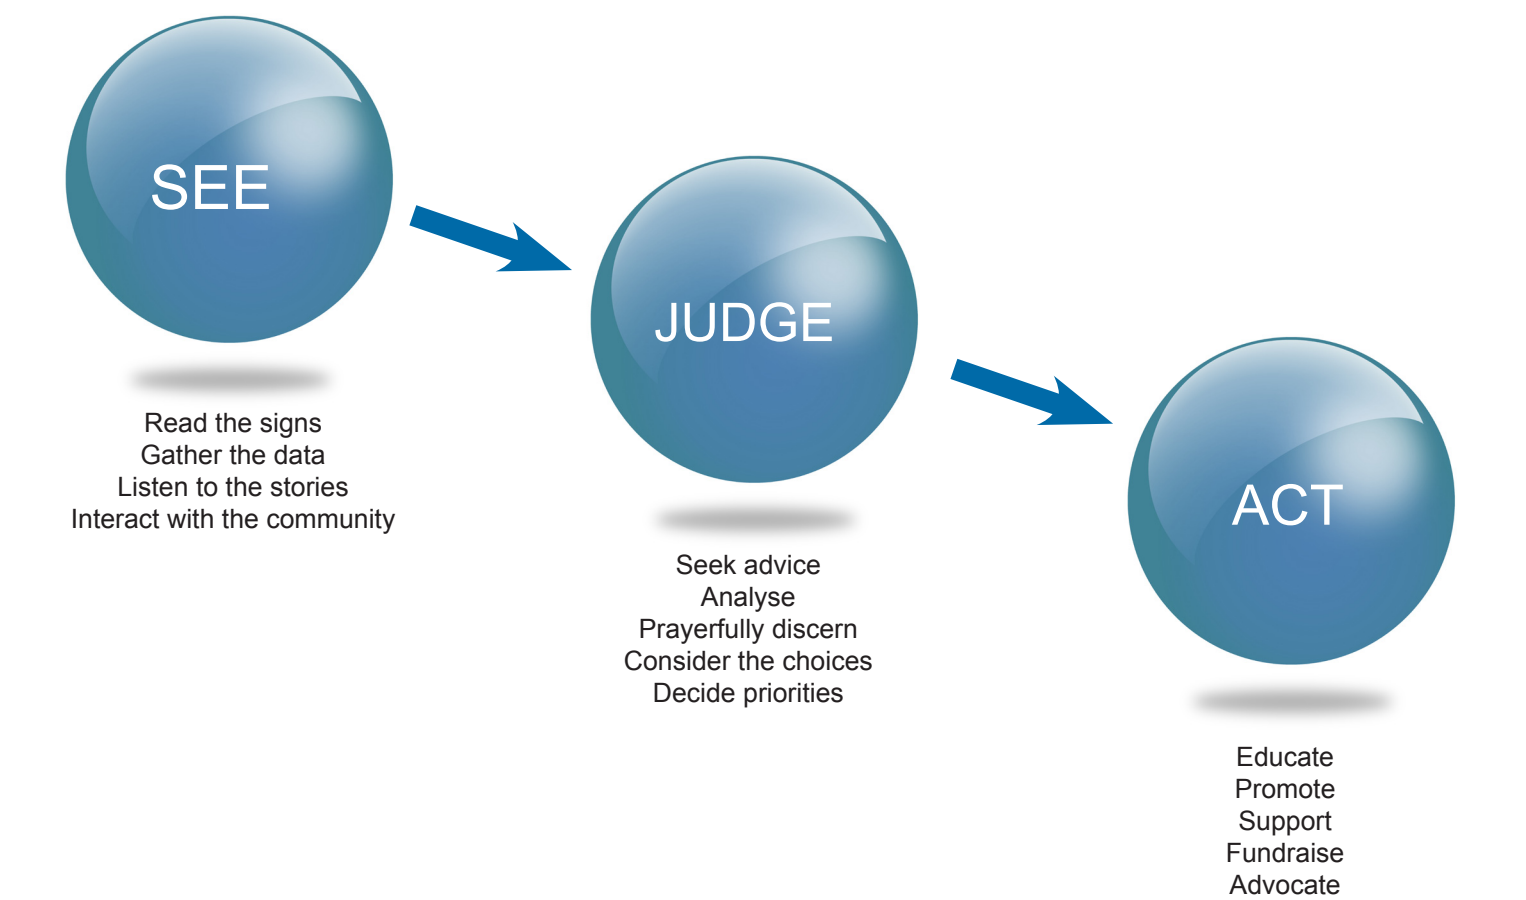 SEE
Read the signs
Gather the data
Listen to the stories
Interact with the community
JUDGE
Seek advice
Analyse
Prayerfully discern
Consider the choices
Decide priorities
ACT
Educate
Promote
Support
Fundraise
Advocate